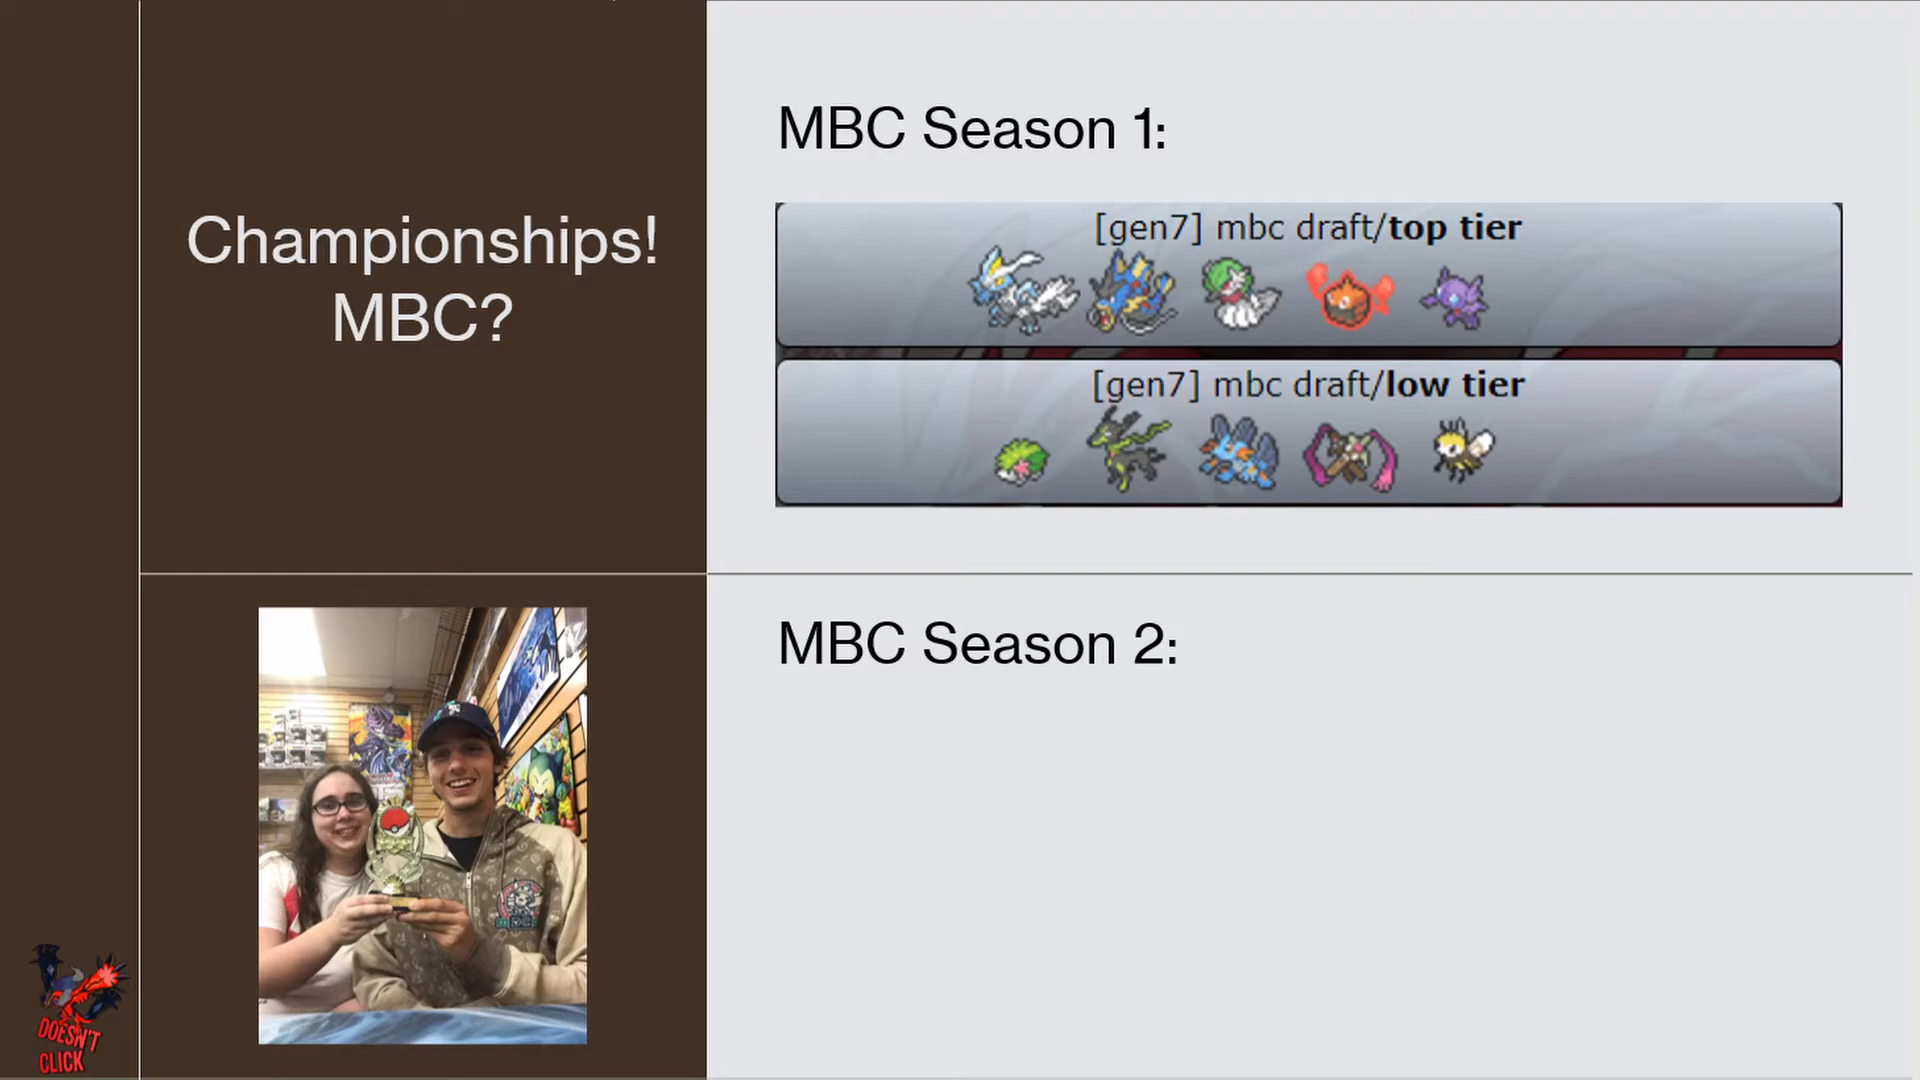 Championships!
MBC?
MBC Season 1:
[gen7] mbc draft/top tier
[gen7] mbc draft/low tier
MBC Season 2:
DOESN'T
CLICK